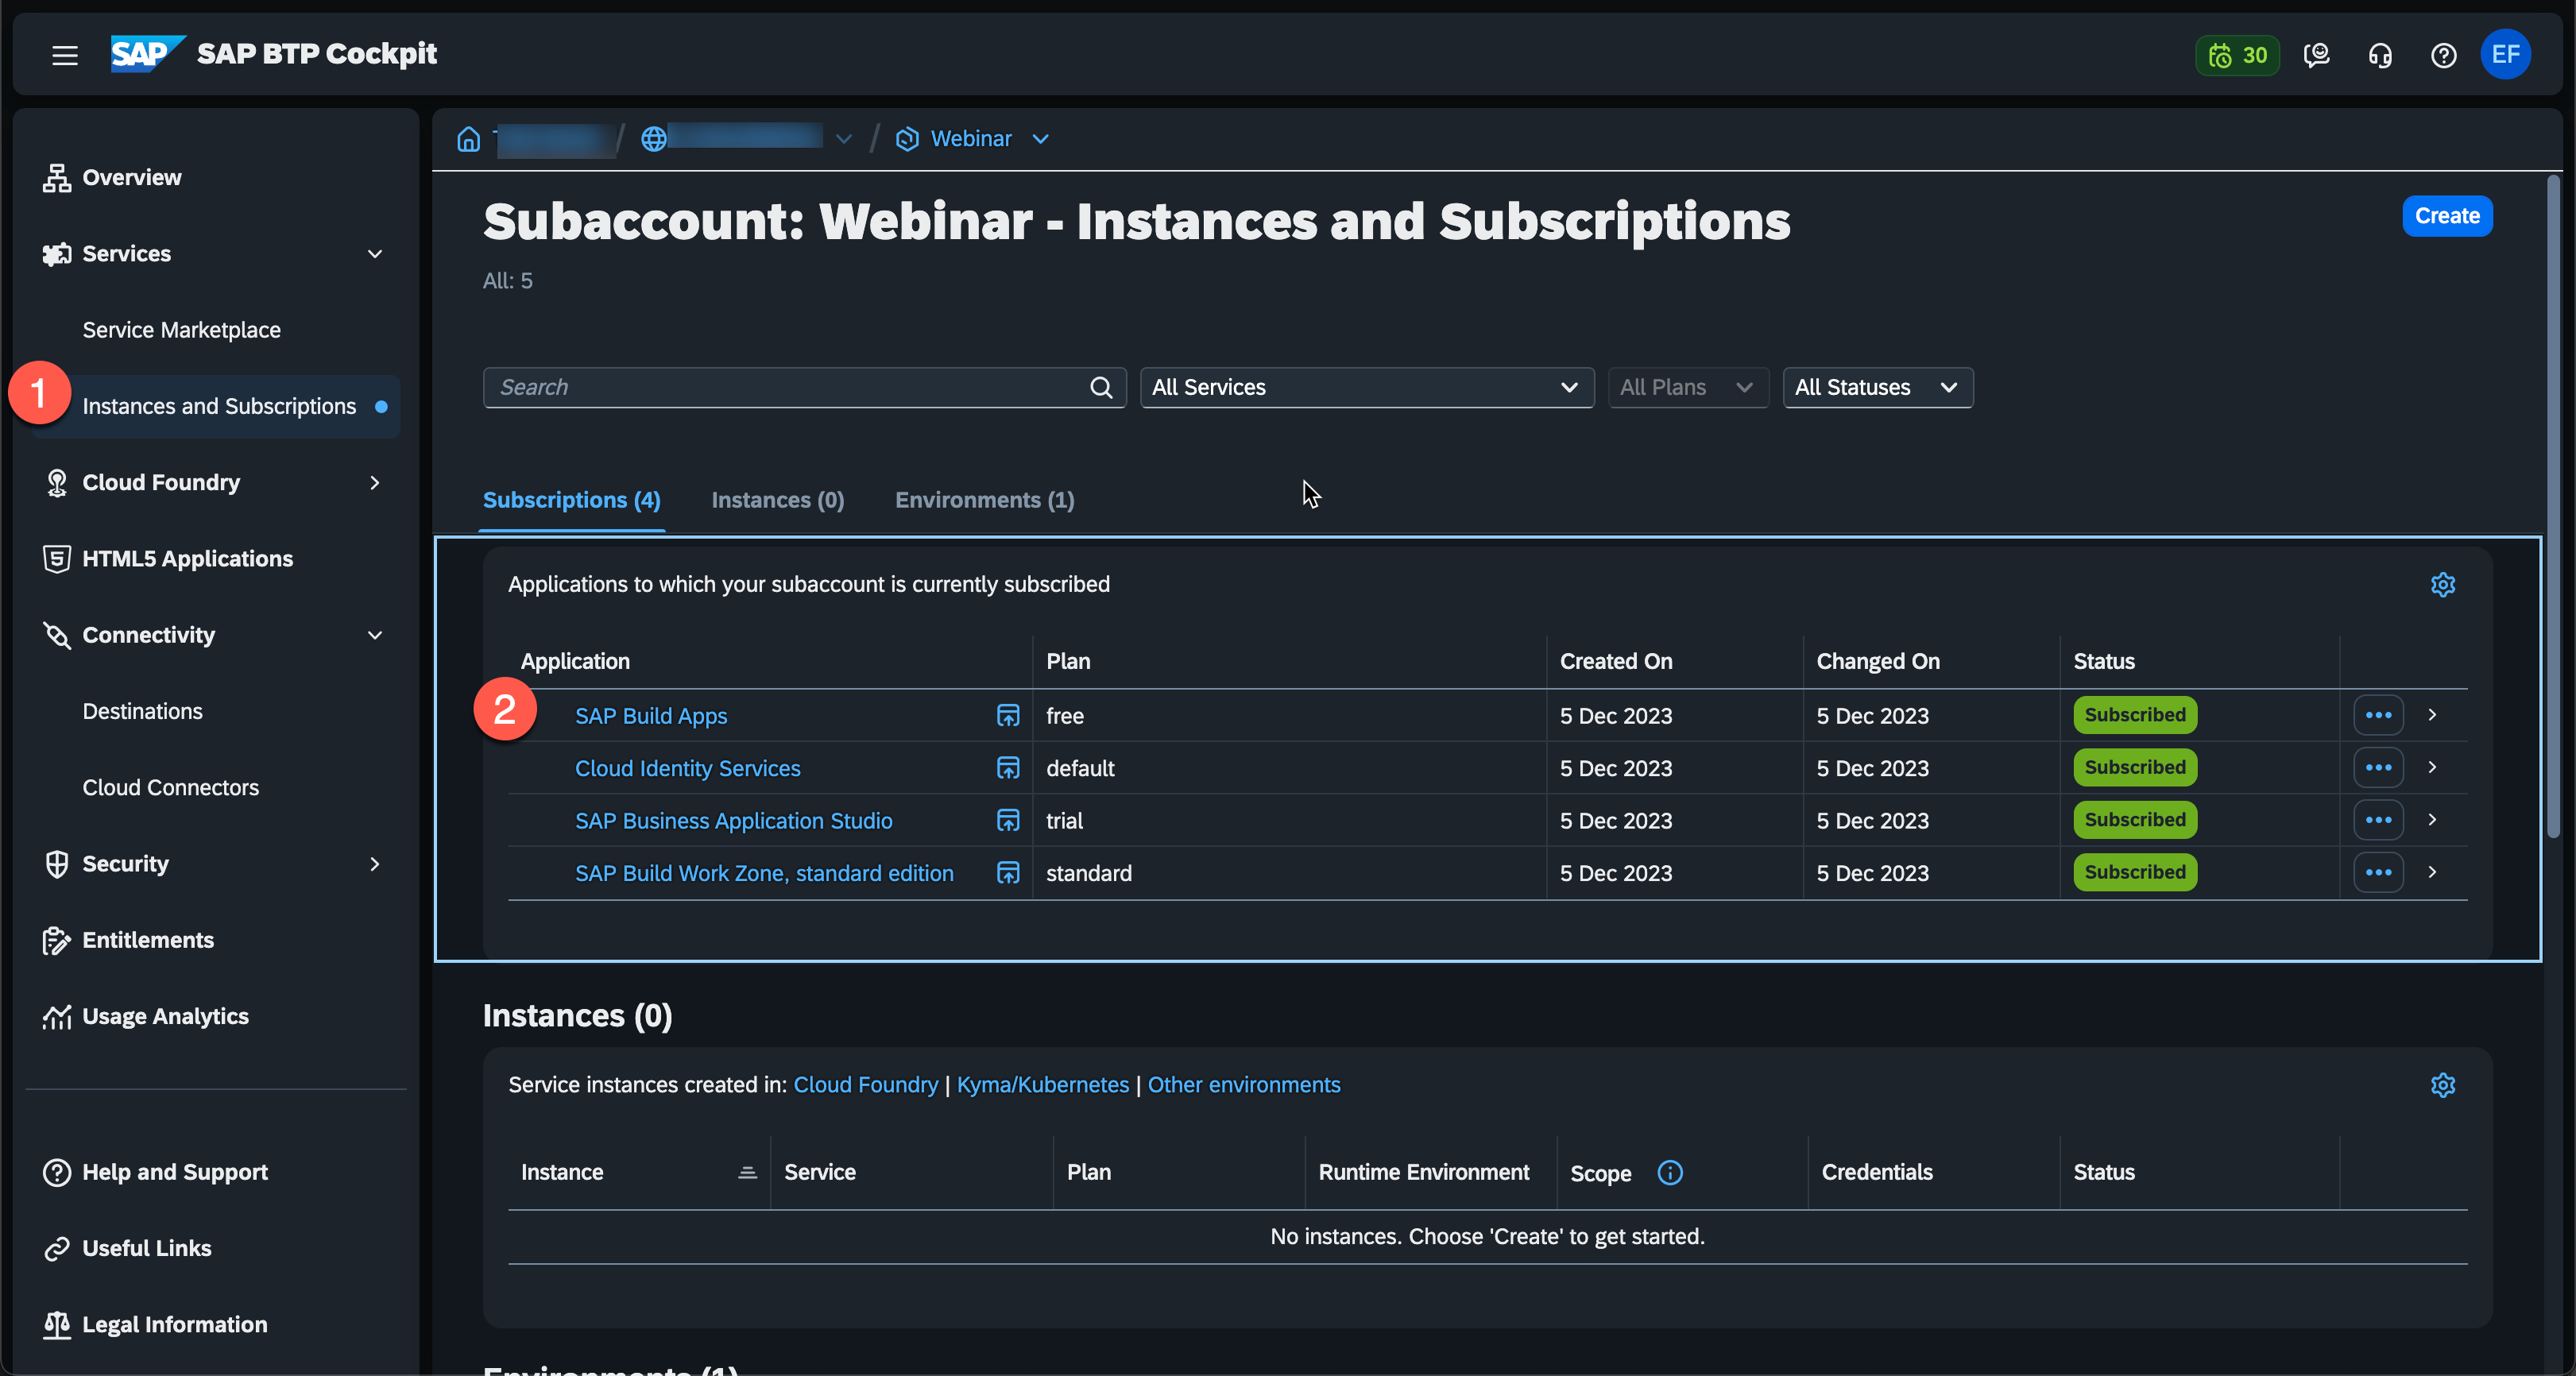 SAP SAP BTP Cockpit
30
EF
Overview
Services
Service Marketplace
1
Instances and Subscriptions
Cloud Foundry
HTML5 Applications
Connectivity
Destinations
Cloud Connectors
Security
Entitlements
Usage Analytics
Help and Support
Useful Links
Legal Information
/ / Webinar
Subaccount: Webinar - Instances and Subscriptions
Create
All: 5
Search
All Services
All Plans
All Statuses
Subscriptions (4) Instances (0) Environments (1)
Applications to which your subaccount is currently subscribed
Application Plan Created On Changed On Status
2
SAP Build Apps free 5 Dec 2023 5 Dec 2023 Subscribed
Cloud Identity Services default 5 Dec 2023 5 Dec 2023 Subscribed
SAP Business Application Studio trial 5 Dec 2023 5 Dec 2023 Subscribed
SAP Build Work Zone, standard edition standard 5 Dec 2023 5 Dec 2023 Subscribed
Instances (0)
Service instances created in: Cloud Foundry | Kyma/Kubernetes | Other environments
Instance Service Plan Runtime Environment Scope Credentials Status
No instances. Choose 'Create' to get started.
Environments (1)